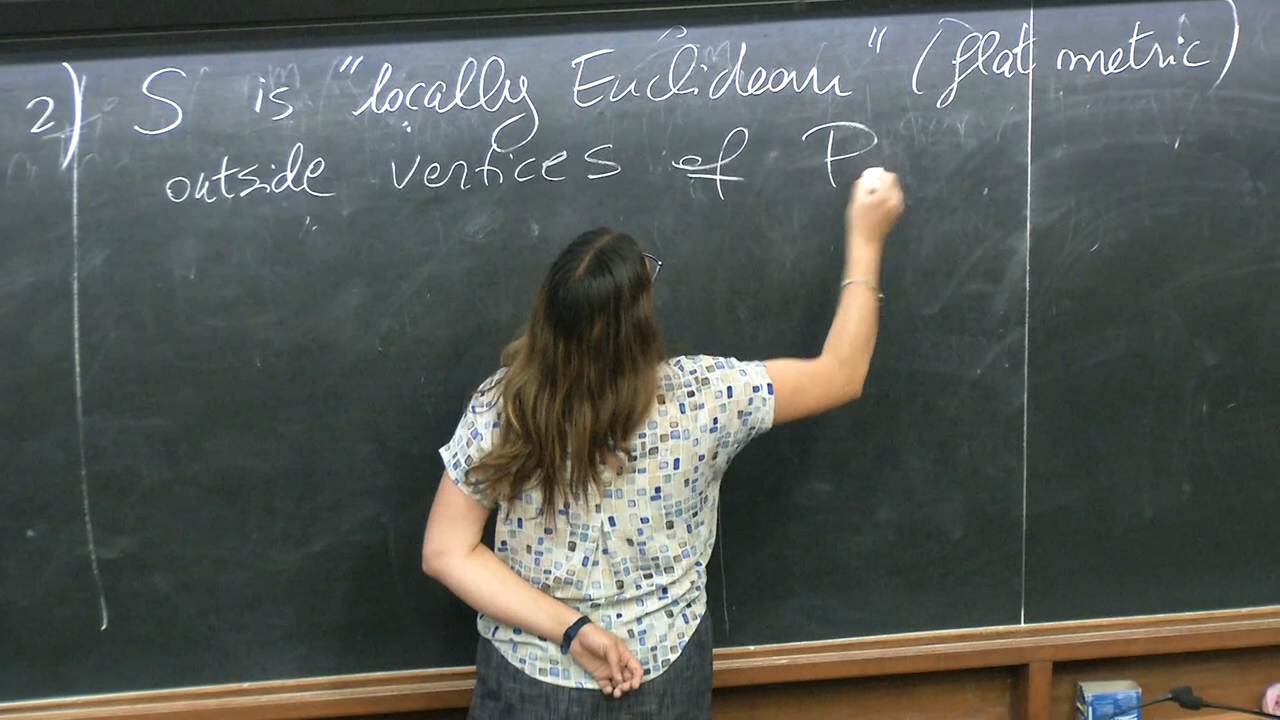 2) S is "locally Euclidean" (flat metric)
outside vertices of P